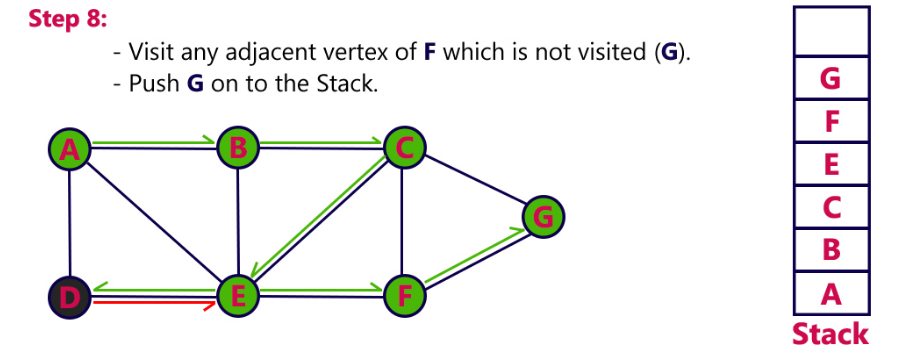 Step 8:
- Visit any adjacent vertex of F which is not visited (G).
- Push G on to the Stack.
A
B
C
G
D
E
F
G
F
E
C
B
A
Stack